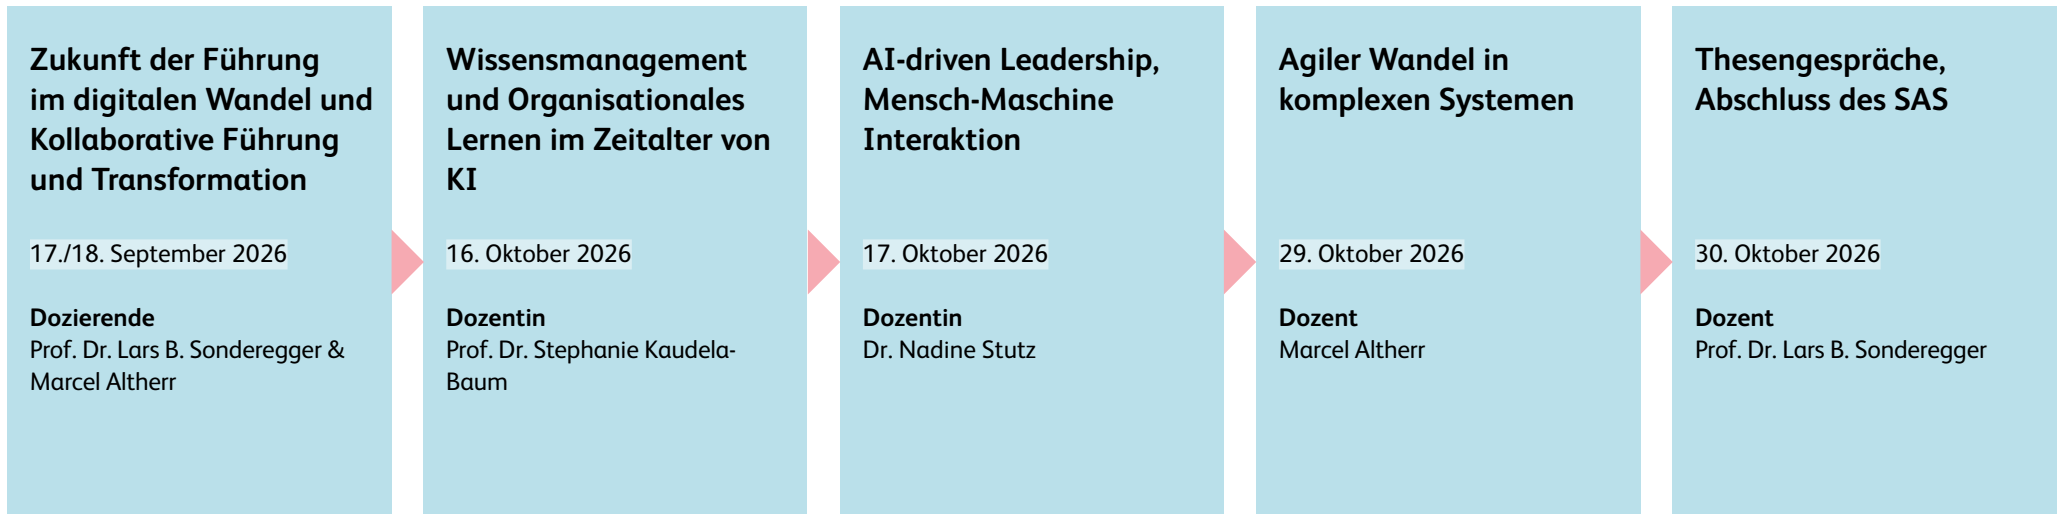 Zukunft der Führung
im digitalen Wandel und
Kollaborative Führung
und Transformation
17./18. September 2026
Dozierende
Prof. Dr. Lars B. Sonderegger &
Marcel Altherr
Wissensmanagement
und Organisationales
Lernen im Zeitalter von
KI
16. Oktober 2026
Dozentin
Prof. Dr. Stephanie Kaudela-
Baum
AI-driven Leadership,
Mensch-Maschine
Interaktion
17. Oktober 2026
Dozentin
Dr. Nadine Stutz
Agiler Wandel in
komplexen Systemen
29. Oktober 2026
Dozent
Marcel Altherr
Thesengespräche,
Abschluss des SAS
30. Oktober 2026
Dozent
Prof. Dr. Lars B. Sonderegger